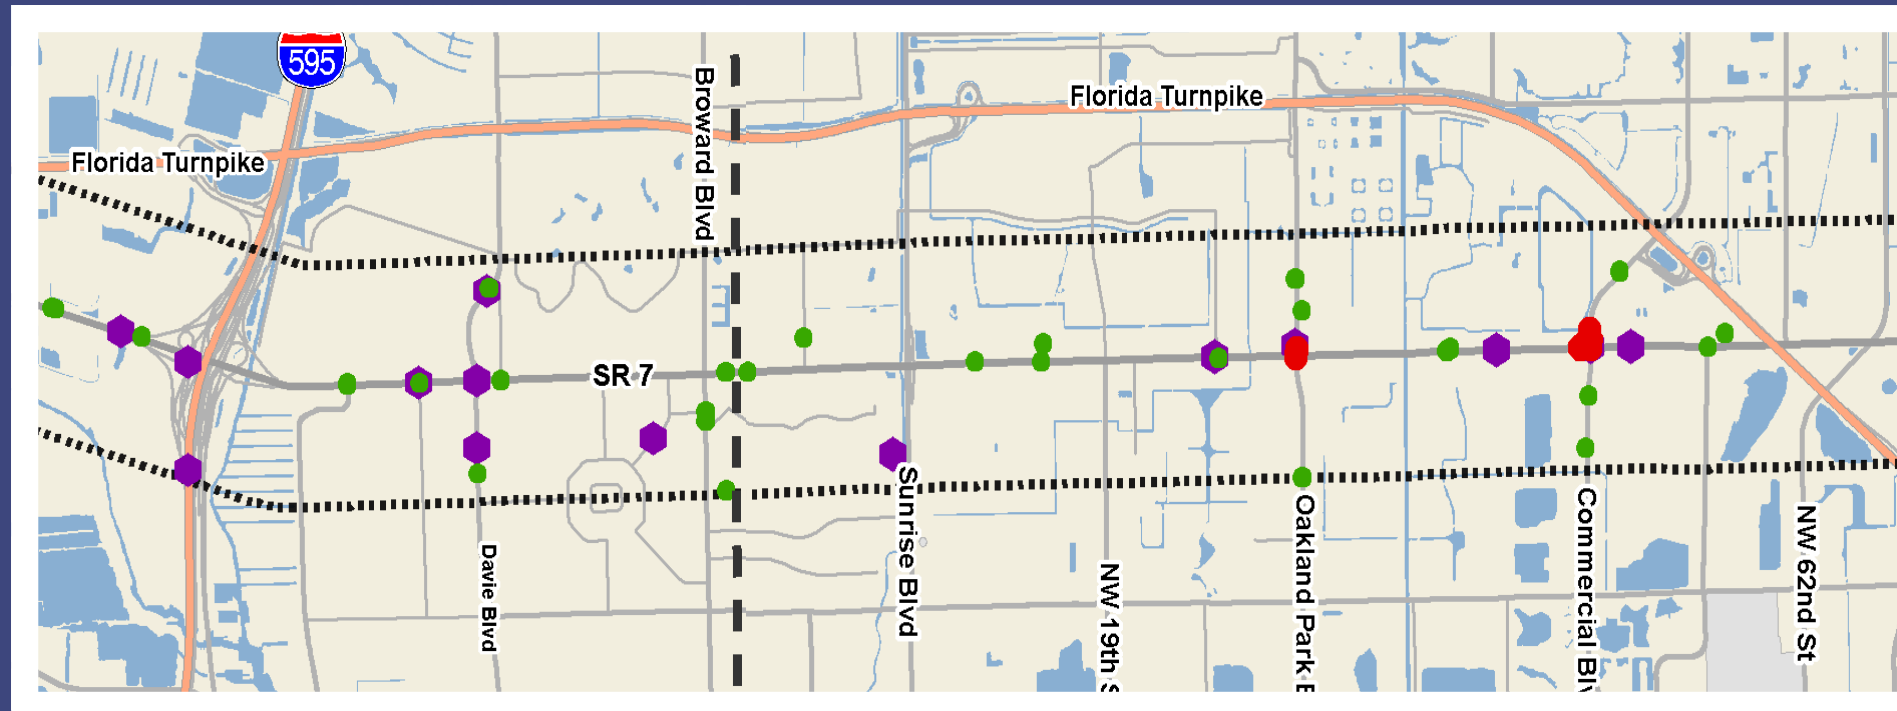 595
Florida Turnpike
Florida Turnpike
Broward Blvd
SR 7
Davie Blvd
Sunrise Blvd
NW 19th S
Oakland Park B
Commercial Blv
NW 62nd St